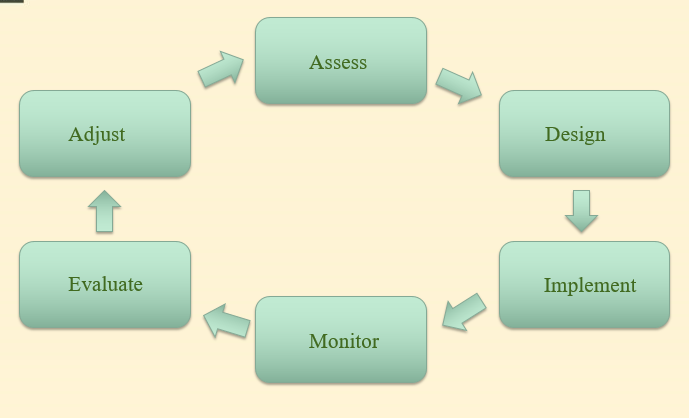 Assess
Design
Implement
Monitor
Evaluate
Adjust